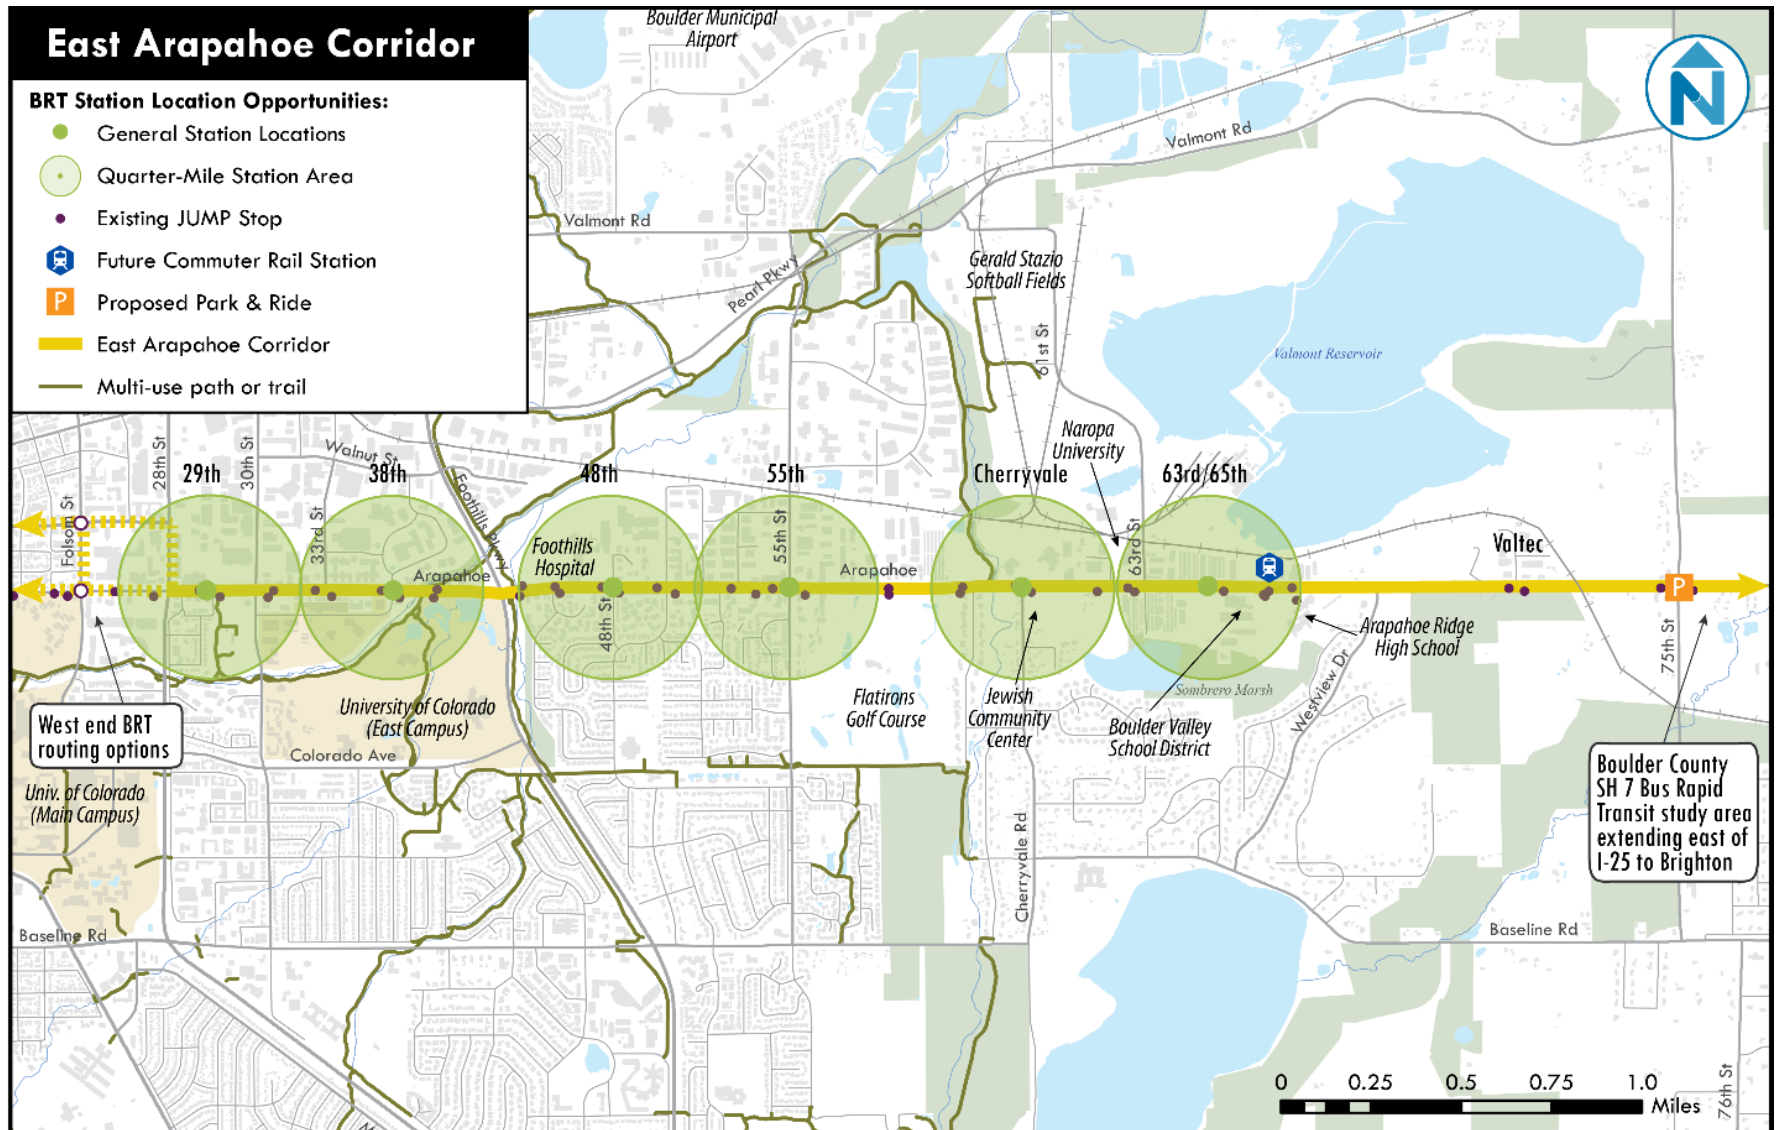 East Arapahoe Corridor
BRT Station Location Opportunities:
General Station Locations
Quarter-Mile Station Area
Existing JUMP Stop
Future Commuter Rail Station
P
Proposed Park & Ride
East Arapahoe Corridor
Multi-use path or trail
Boulder Municipal
Airport
N
Valmont Rd
Valmont Rd
Pearl Pkwy
Gerald Stazio
Softball Fields
61st St
Valmont Reservoir
Naropa
University
Walnut St
Foothills Pkwy
28th St
29th
30th St
33rd St
38th
48th
55th
Cherryvale
63rd/65th
Folsom St
Foothills
Hospital
55th St
63rd St
Valtec
Arapahoe
Arapahoe
48th St
P
75th St
Arapahoe Ridge
High School
Westview Dr
Sombrero Marsh
University of Colorado
(East Campus)
Flatirons
Golf Course
Jewish
Community
Center
Boulder Valley
School District
West end BRT
routing options
Colorado Ave
Univ. of Colorado
(Main Campus)
Boulder County
SH 7 Bus Rapid
Transit study area
extending east of
I-25 to Brighton
Cherryvale Rd
Baseline Rd
Baseline Rd
76th St
0 0.25 0.5 0.75 1.0
Miles